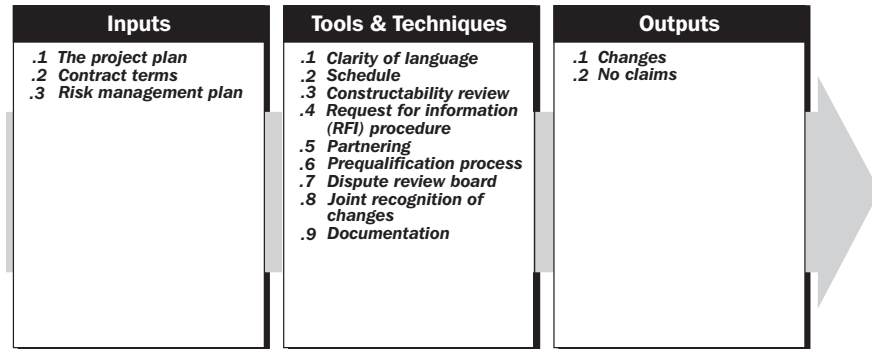 Inputs
.1 The project plan
.2 Contract terms
.3 Risk management plan
Tools & Techniques
.1 Clarity of language
.2 Schedule
.3 Constructability review
.4 Request for information
(RFI) procedure
.5 Partnering
.6 Prequalification process
.7 Dispute review board
.8 Joint recognition of
changes
.9 Documentation
Outputs
.1 Changes
.2 No claims